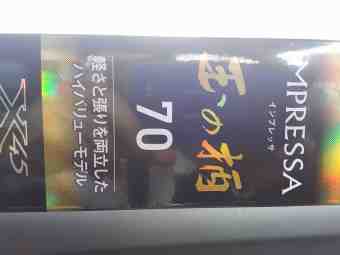 MPRESSA
インプレッサ
玉の柄
70
軽さと張りを両立した
ハイバリューモデル
X45